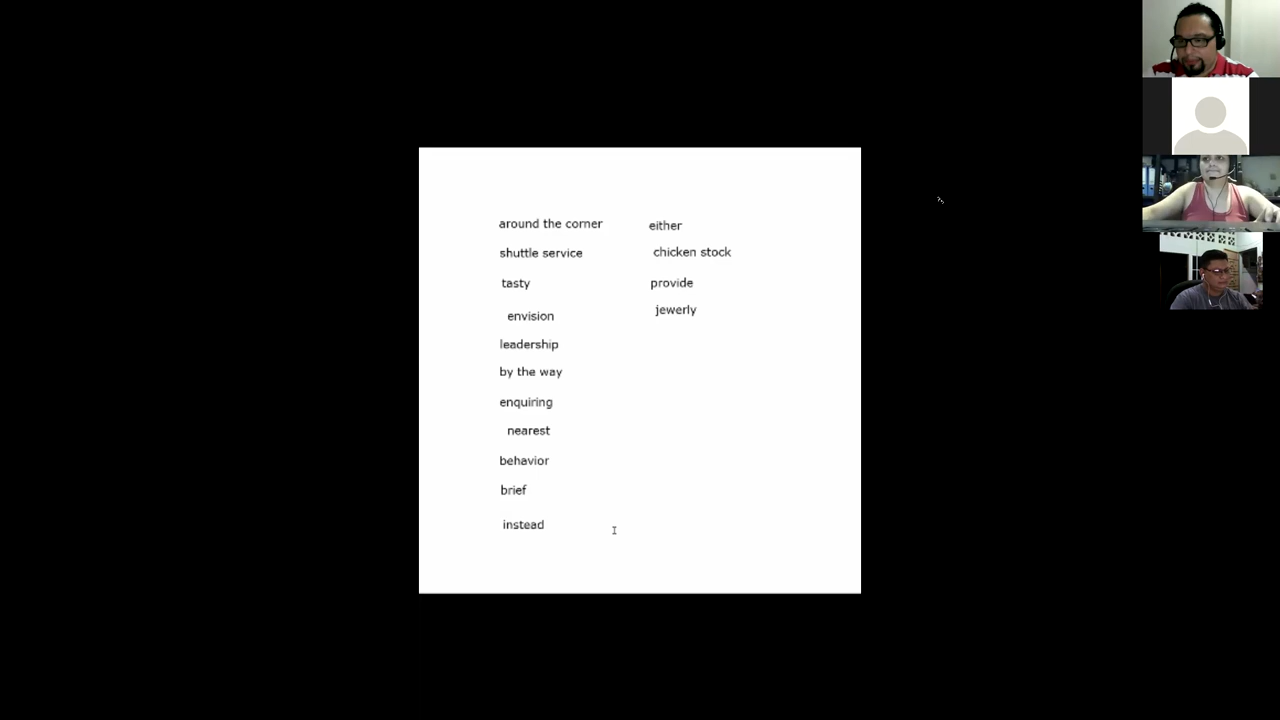 around the corner
shuttle service
tasty
envision
leadership
by the way
enquiring
nearest
behavior
brief
instead
either
chicken stock
provide
jewerly